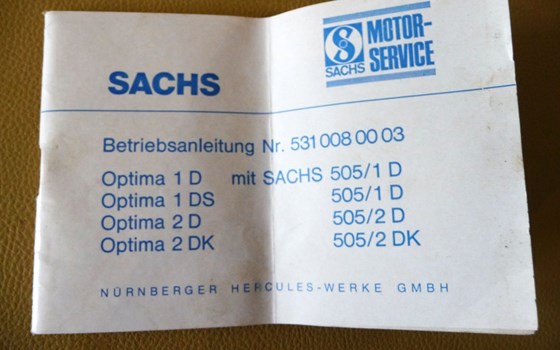 SACHS
SACHS
MOTOR-
SERVICE
Betriebsanleitung Nr. 531 008 00 03
Optima 1 D mit SACHS 505/1 D
Optima 1 DS 505/1 D
Optima 2 D 505/2 D
Optima 2 DK 505/2 DK
NÜRNBERGER HERCULES-WERKE GMBH